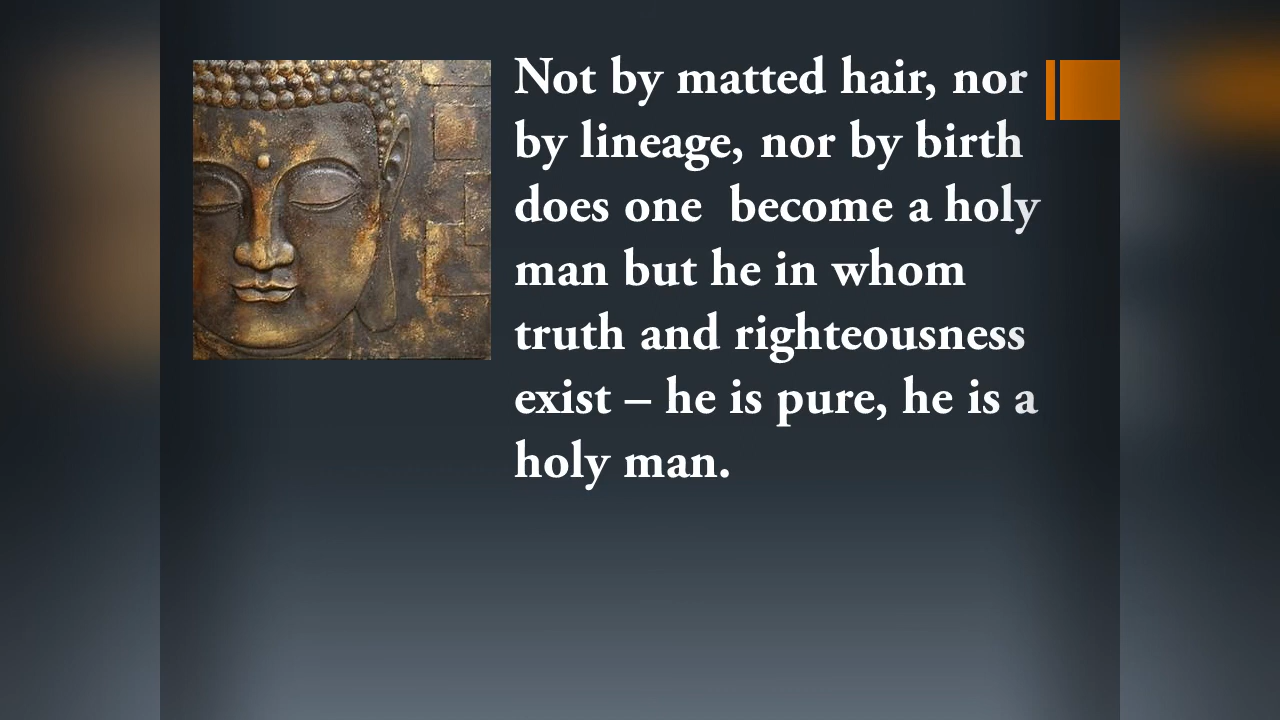 Not by matted hair, nor
by lineage, nor by birth
does one  become a holy
man but he in whom
truth and righteousness
exist – he is pure, he is a
holy man.